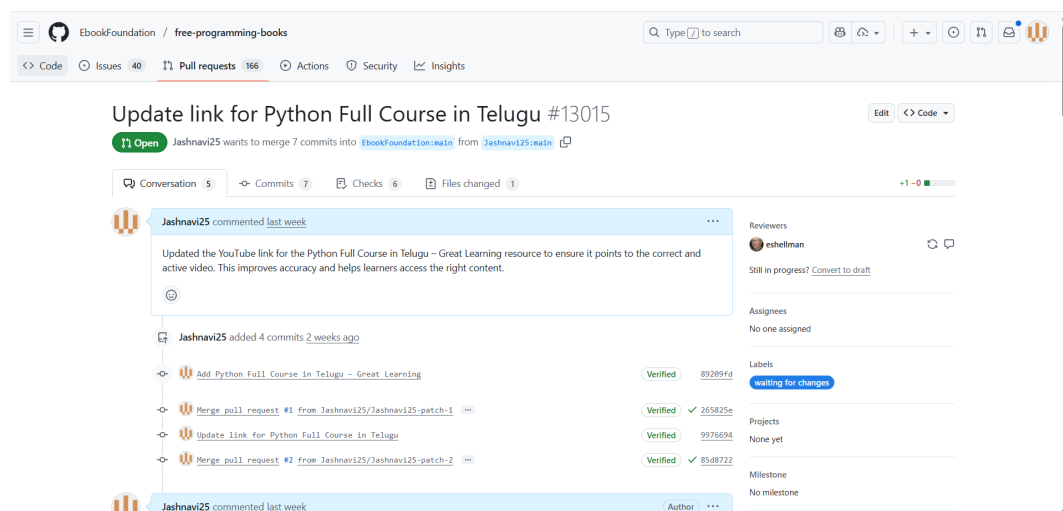 EbookFoundation / free-programming-books
Type / to search
Code
Issues 40
Pull requests 166
Actions
Security
Insights
Update link for Python Full Course in Telugu #13015
Edit
<> Code
Open
Jashnavi25 wants to merge 7 commits into EbookFoundation:main from Jashnavi25:main
Conversation 5
Commits 7
Checks 6
Files changed 1
+1 −0
Jashnavi25 commented last week
Updated the YouTube link for the Python Full Course in Telugu – Great Learning resource to ensure it points to the correct and
active video. This improves accuracy and helps learners access the right content.
Jashnavi25 added 4 commits 2 weeks ago
Add Python Full Course in Telugu – Great Learning
Verified
89209fd
Merge pull request #1 from Jashnavi25/Jashnavi25-patch-1
Verified
265825e
Update link for Python Full Course in Telugu
Verified
9976694
Merge pull request #2 from Jashnavi25/Jashnavi25-patch-2
Verified
85d8722
Jashnavi25 commented last week
Author
Reviewers
eshellman
Still in progress? Convert to draft
Assignees
No one assigned
Labels
waiting for changes
Projects
None yet
Milestone
No milestone